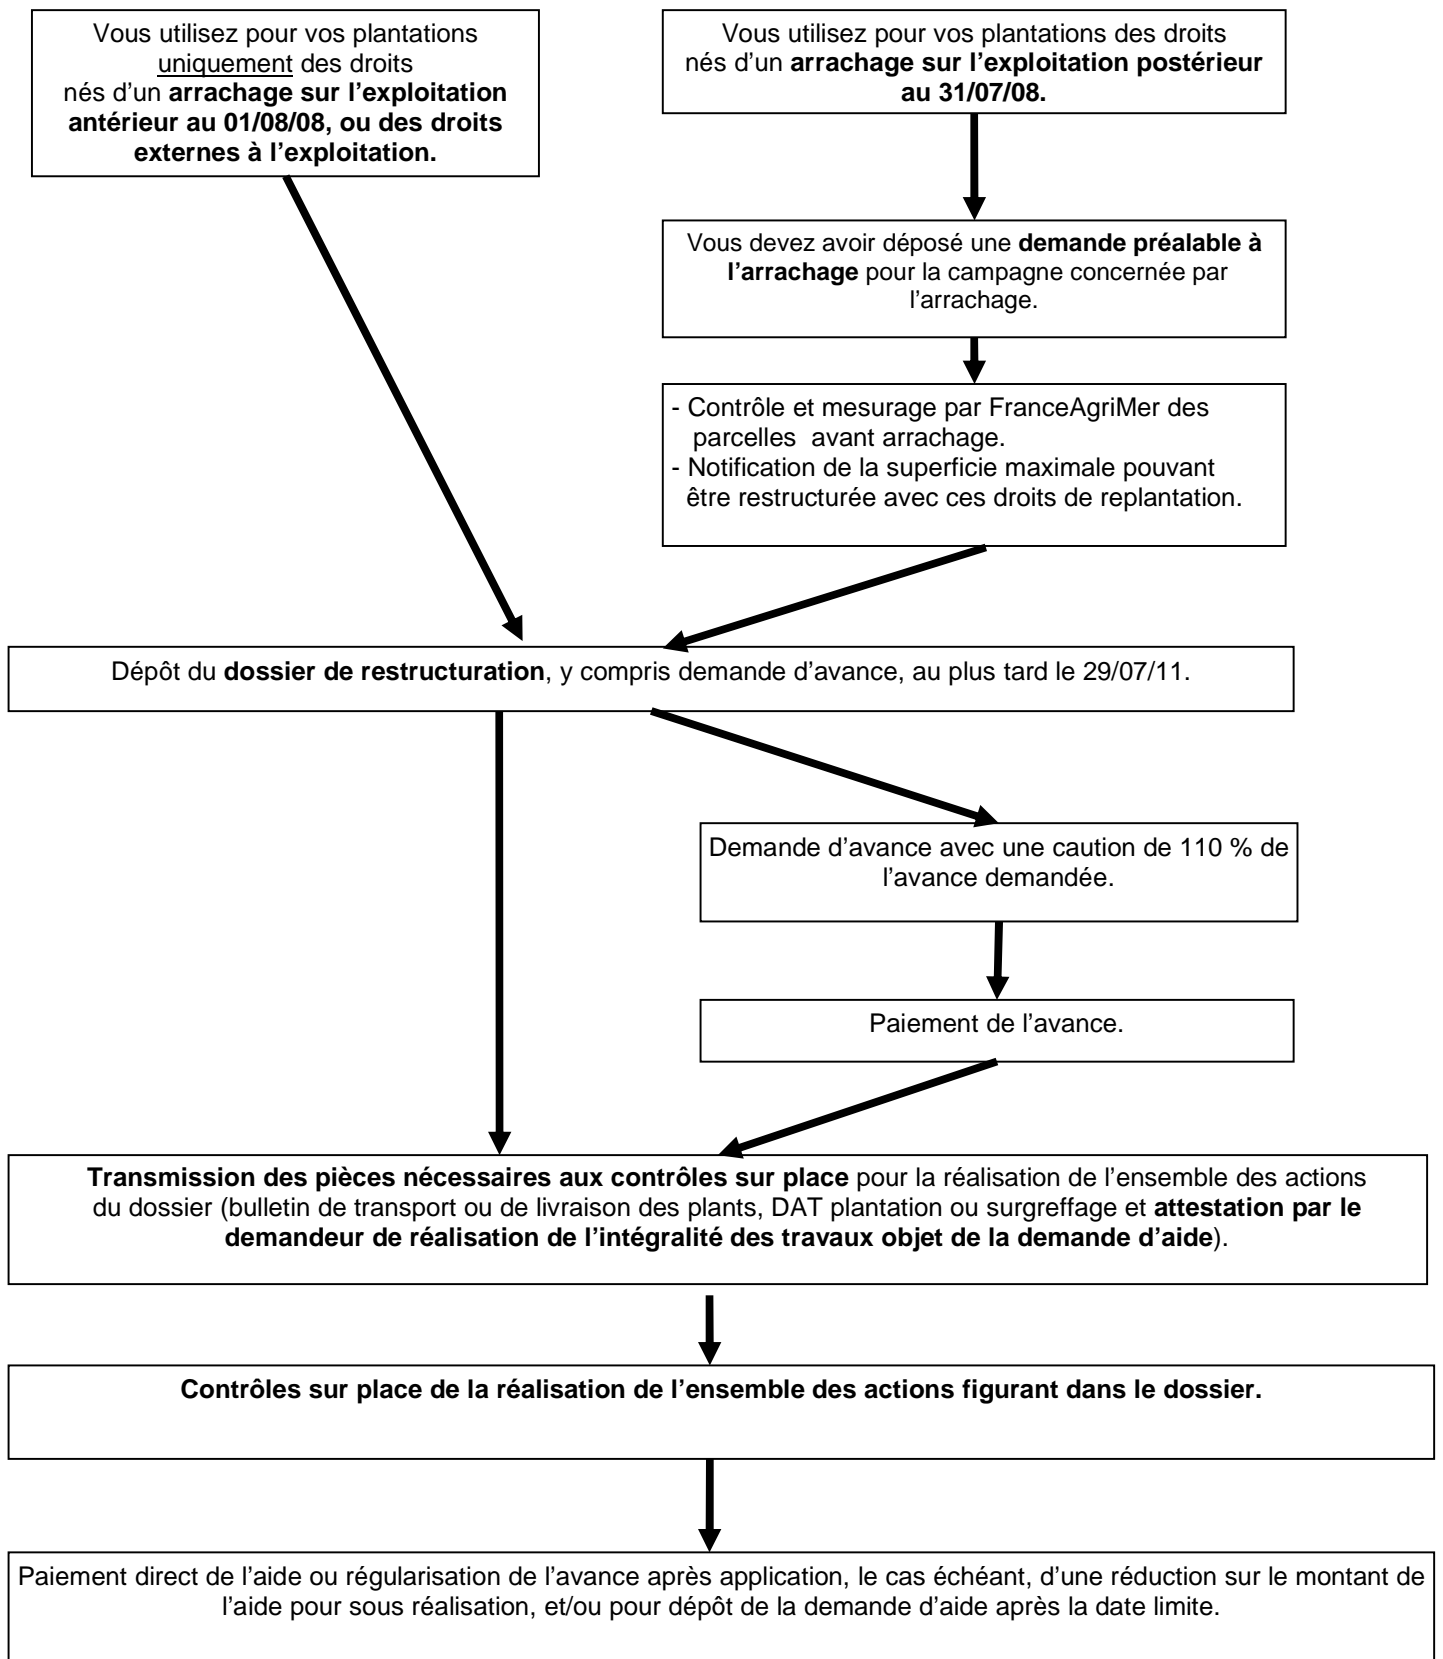 Vous utilisez pour vos plantations
uniquement des droits
nés d’un arrachage sur l’exploitation
antérieur au 01/08/08, ou des droits
externes à l’exploitation.
Vous utilisez pour vos plantations des droits
nés d’un arrachage sur l’exploitation postérieur
au 31/07/08.
Vous devez avoir déposé une demande préalable à
l’arrachage pour la campagne concernée par
l’arrachage.
- Contrôle et mesurage par FranceAgriMer des
parcelles avant arrachage.
- Notification de la superficie maximale pouvant
être restructurée avec ces droits de replantation.
Dépôt du dossier de restructuration, y compris demande d’avance, au plus tard le 29/07/11.
Demande d’avance avec une caution de 110 % de
l’avance demandée.
Paiement de l’avance.
Transmission des pièces nécessaires aux contrôles sur place pour la réalisation de l’ensemble des actions
du dossier (bulletin de transport ou de livraison des plants, DAT plantation ou surgreffage et attestation par le
demandeur de réalisation de l’intégralité des travaux objet de la demande d’aide).
Contrôles sur place de la réalisation de l’ensemble des actions figurant dans le dossier.
Paiement direct de l’aide ou régularisation de l’avance après application, le cas échéant, d’une réduction sur le montant de
l’aide pour sous réalisation, et/ou pour dépôt de la demande d’aide après la date limite.